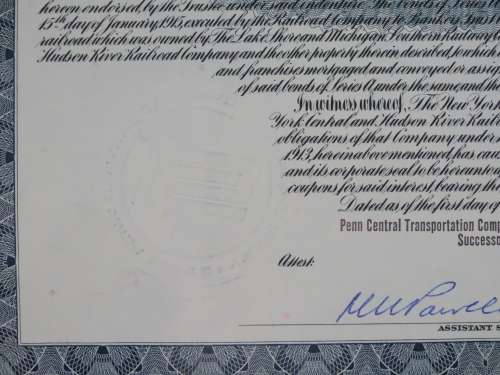 thereon endorsed by the Trustee under said indenture. The bonds of Series
15th day of January, 1915, executed by the Railroad Company to Bankers Trust
railroad which was owned by The Lake Shore and Michigan Southern Railway
Hudson River Railroad Company and the other property therein described, to which
and franchises mortgaged and conveyed or assig
of said bonds of Series A, under the same, and the
In witness whereof, The New York
York Central and Hudson River Railr
obligations of that Company under
1913, hereinabove mentioned, has cau
and its corporate seal to be hereunto
coupons for said interest, bearing the
Dated as of the first day of
Penn Central Transportation Comp
Successo
Attest:
ASSISTANT S